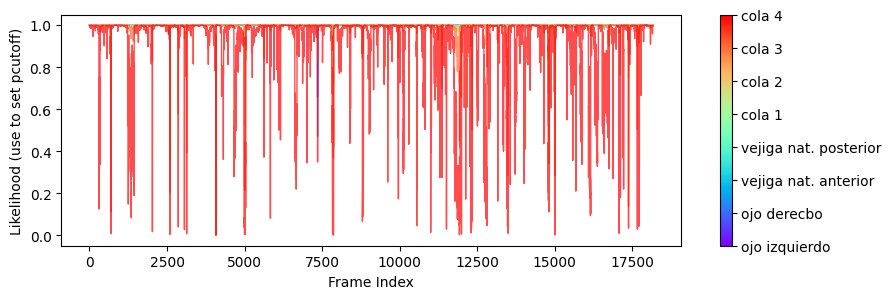 Likelihood (use to set pcutoff)
1.0
0.8
0.6
0.4
0.2
0.0
0
2500
5000
7500
10000
12500
15000
17500
Frame Index
cola 4
cola 3
cola 2
cola 1
vejiga nat. posterior
vejiga nat. anterior
ojo derecbo
ojo izquierdo